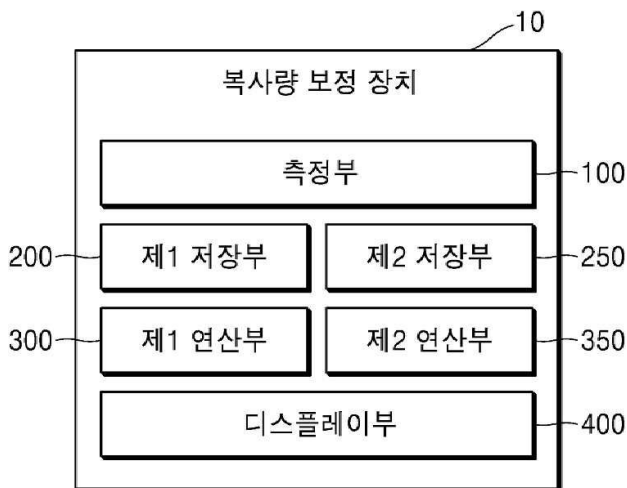 10
복사량 보정 장치
측정부 100
200 제1 저장부 제2 저장부 250
300 제1 연산부 제2 연산부 350
디스플레이부 400